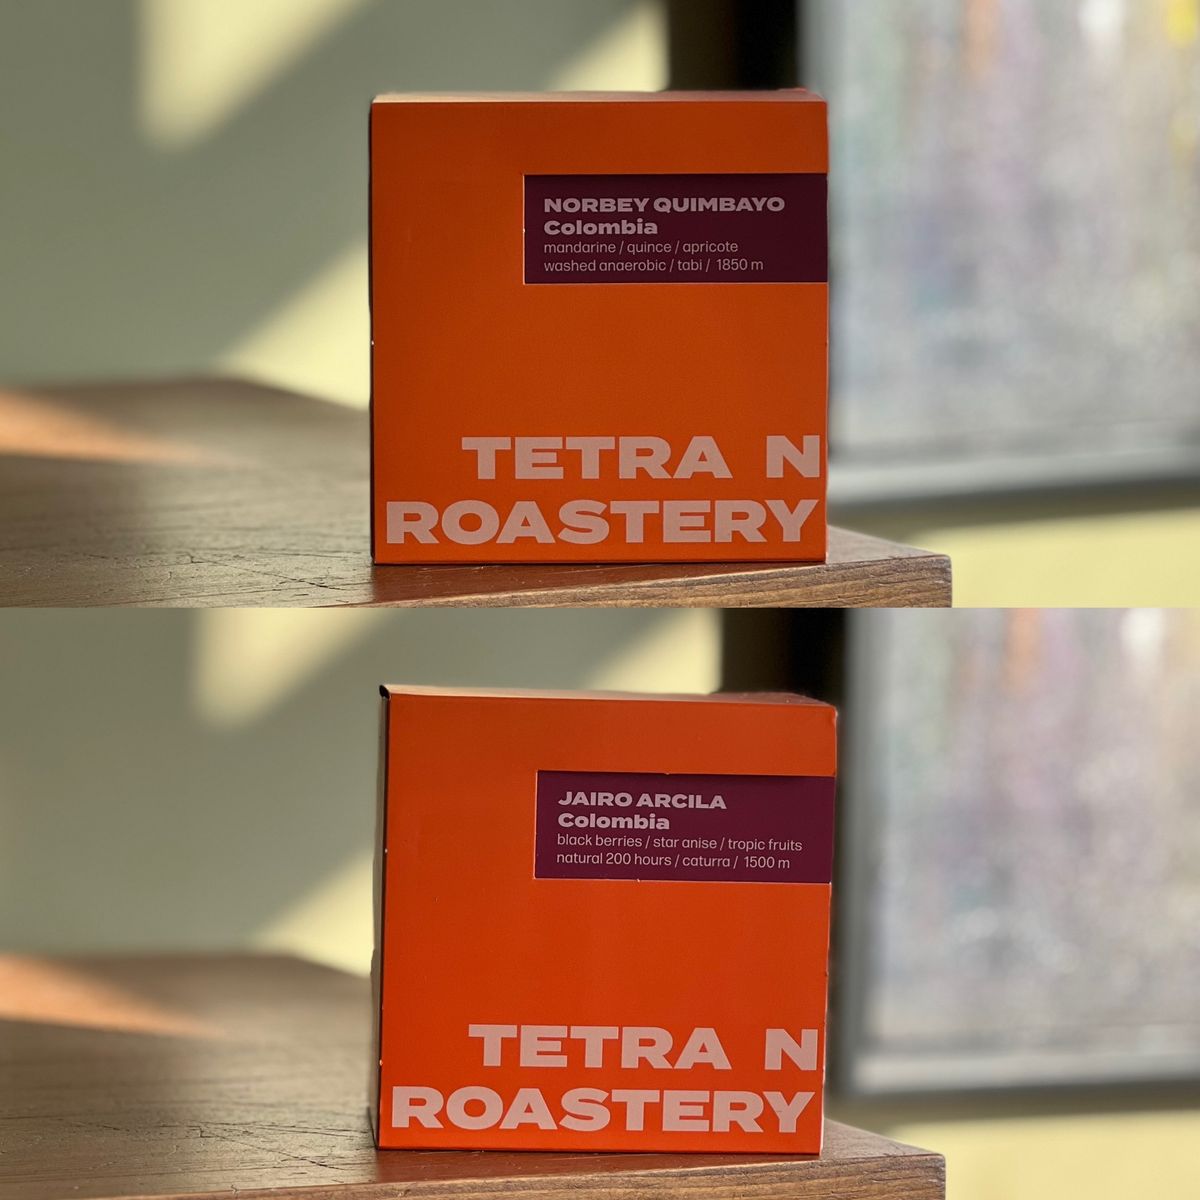 NORBEY QUIMBAYO
Colombia
mandarine / quince / apricote
washed anaerobic / tabi / 1850 m
TETRA N
ROASTERY
JAIRO ARCILA
Colombia
black berries / star anise / tropic fruits
natural 200 hours / caturra / 1500 m
TETRA N
ROASTERY